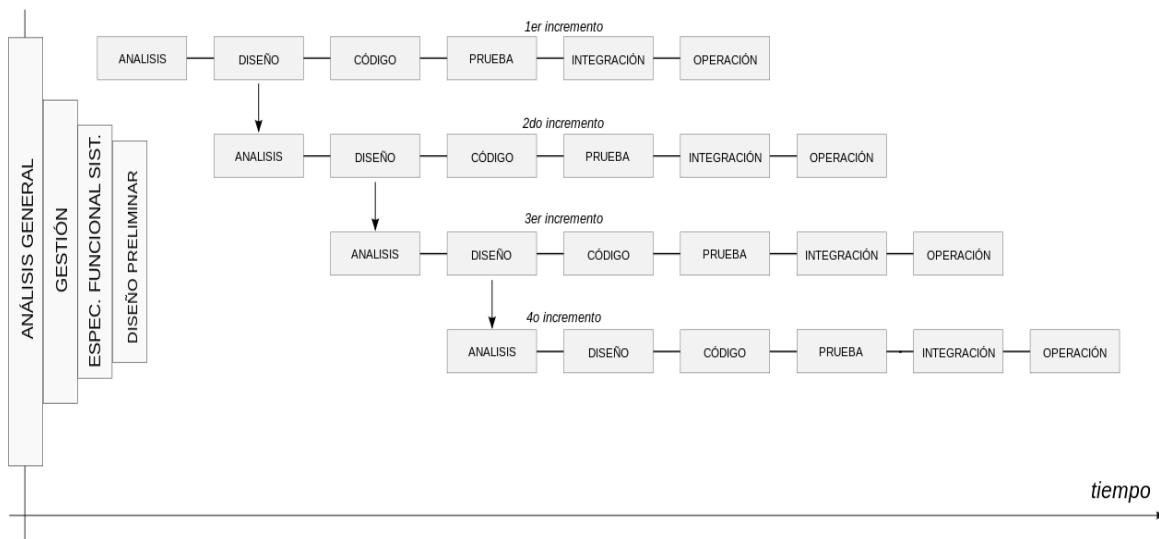 1er incremento
ANALISIS DISEÑO CÓDIGO PRUEBA INTEGRACIÓN OPERACIÓN
2do incremento
ANALISIS DISEÑO CÓDIGO PRUEBA INTEGRACIÓN OPERACIÓN
3er incremento
ANALISIS DISEÑO CÓDIGO PRUEBA INTEGRACIÓN OPERACIÓN
4o incremento
ANALISIS DISEÑO CÓDIGO PRUEBA INTEGRACIÓN OPERACIÓN
ANÁLISIS GENERAL
GESTIÓN
ESPEC. FUNCIONAL SIST.
DISEÑO PRELIMINAR
tiempo